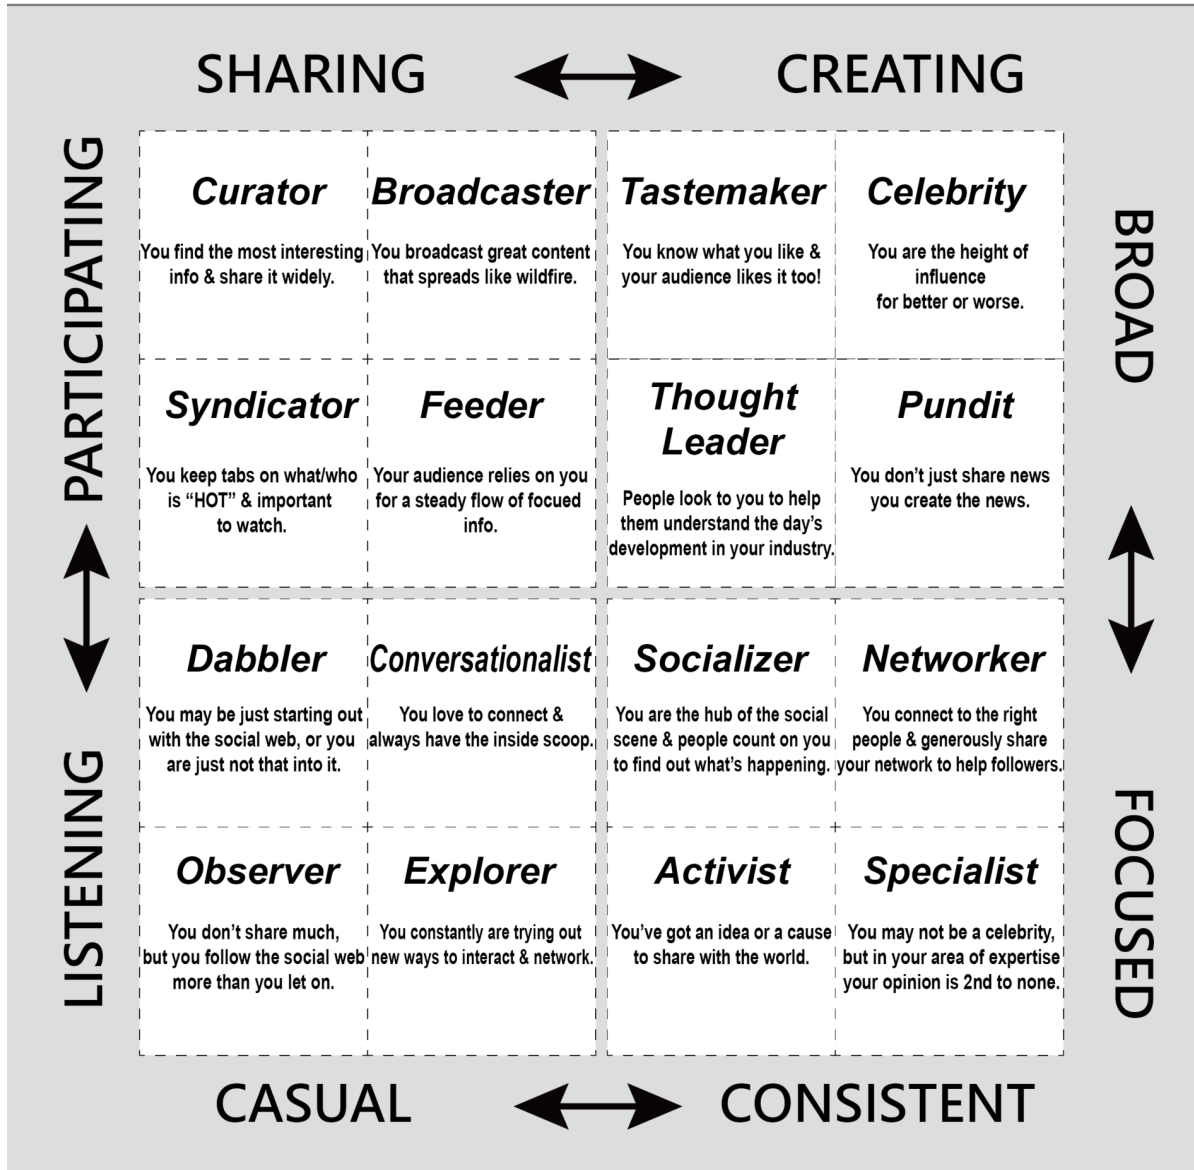 SHARING
CREATING
PARTICIPATING
LISTENING
BROAD
FOCUSED
Curator
You find the most interesting
info & share it widely.
Broadcaster
You broadcast great content
that spreads like wildfire.
Tastemaker
You know what you like &
your audience likes it too!
Celebrity
You are the height of
influence
for better or worse.
Syndicator
You keep tabs on what/who
is “HOT” & important
to watch.
Feeder
Your audience relies on you
for a steady flow of focued
info.
Thought
Leader
People look to you to help
them understand the day’s
development in your industry.
Pundit
You don’t just share news
you create the news.
Dabbler
You may be just starting out
with the social web, or you
are just not that into it.
Conversationalist
You love to connect &
always have the inside scoop.
Socializer
You are the hub of the social
scene & people count on you
to find out what’s happening.
Networker
You connect to the right
people & generously share
your network to help followers.
Observer
You don’t share much,
but you follow the social web
more than you let on.
Explorer
You constantly are trying out
new ways to interact & network.
Activist
You’ve got an idea or a cause
to share with the world.
Specialist
You may not be a celebrity,
but in your area of expertise
your opinion is 2nd to none.
CASUAL
CONSISTENT